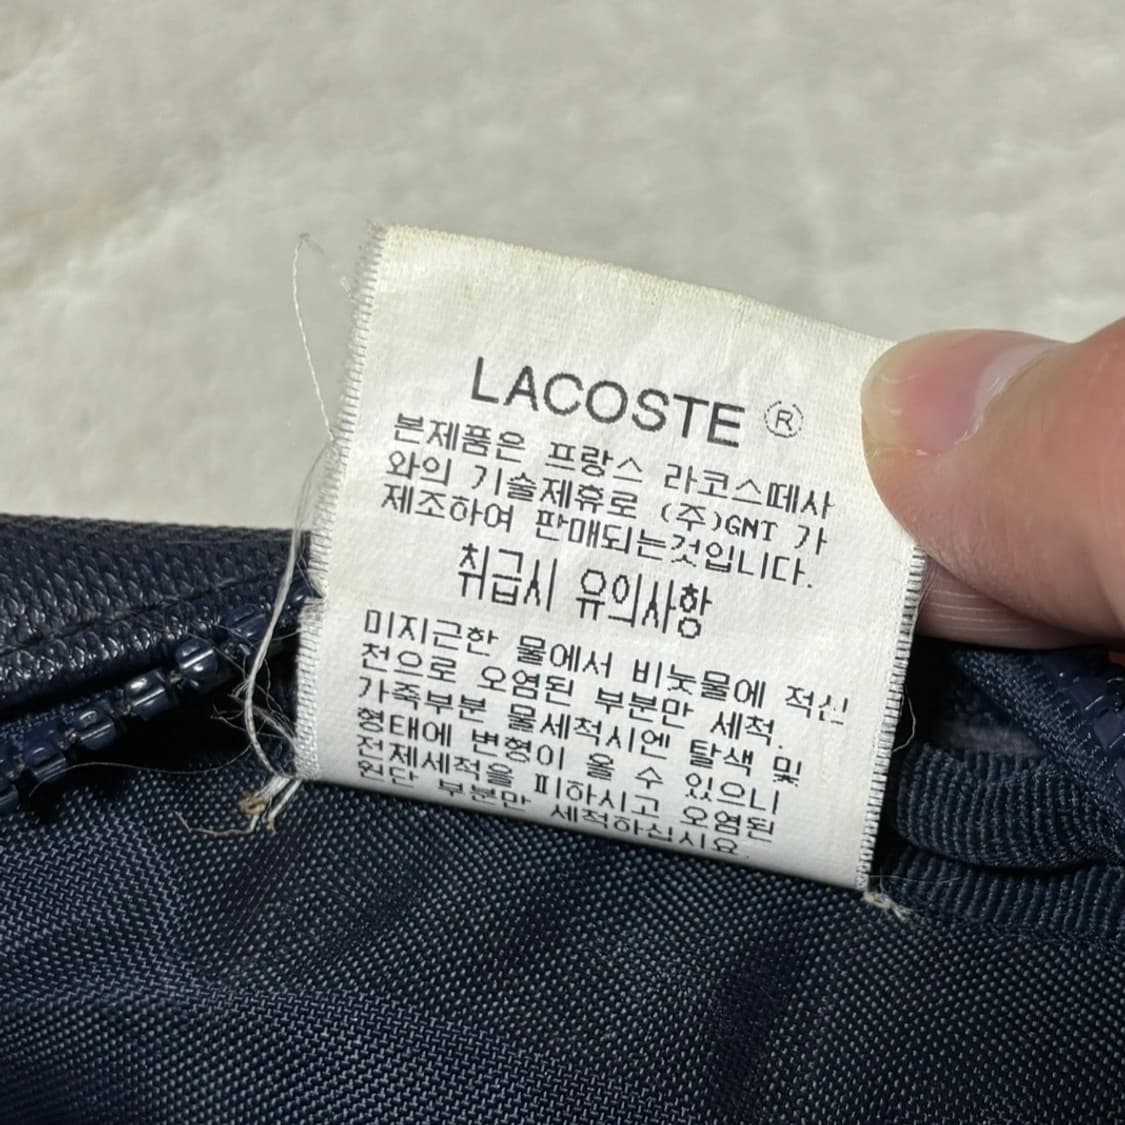 LACOSTE ®
본제품은 프랑스 라코스떼사
와의 기술제휴로 (주)GNT 가
제조하여 판매되는것입니다.
취급시 유의사항
미지근한 물에서 비눗물에 적신
천으로 오염된 부분만 세척.
가죽부분 물세척시엔 탈색 및
형태에 변형이 올 수 있으니
전체세척을 피하시고 오염된
원단 부분만 세척하십시요.